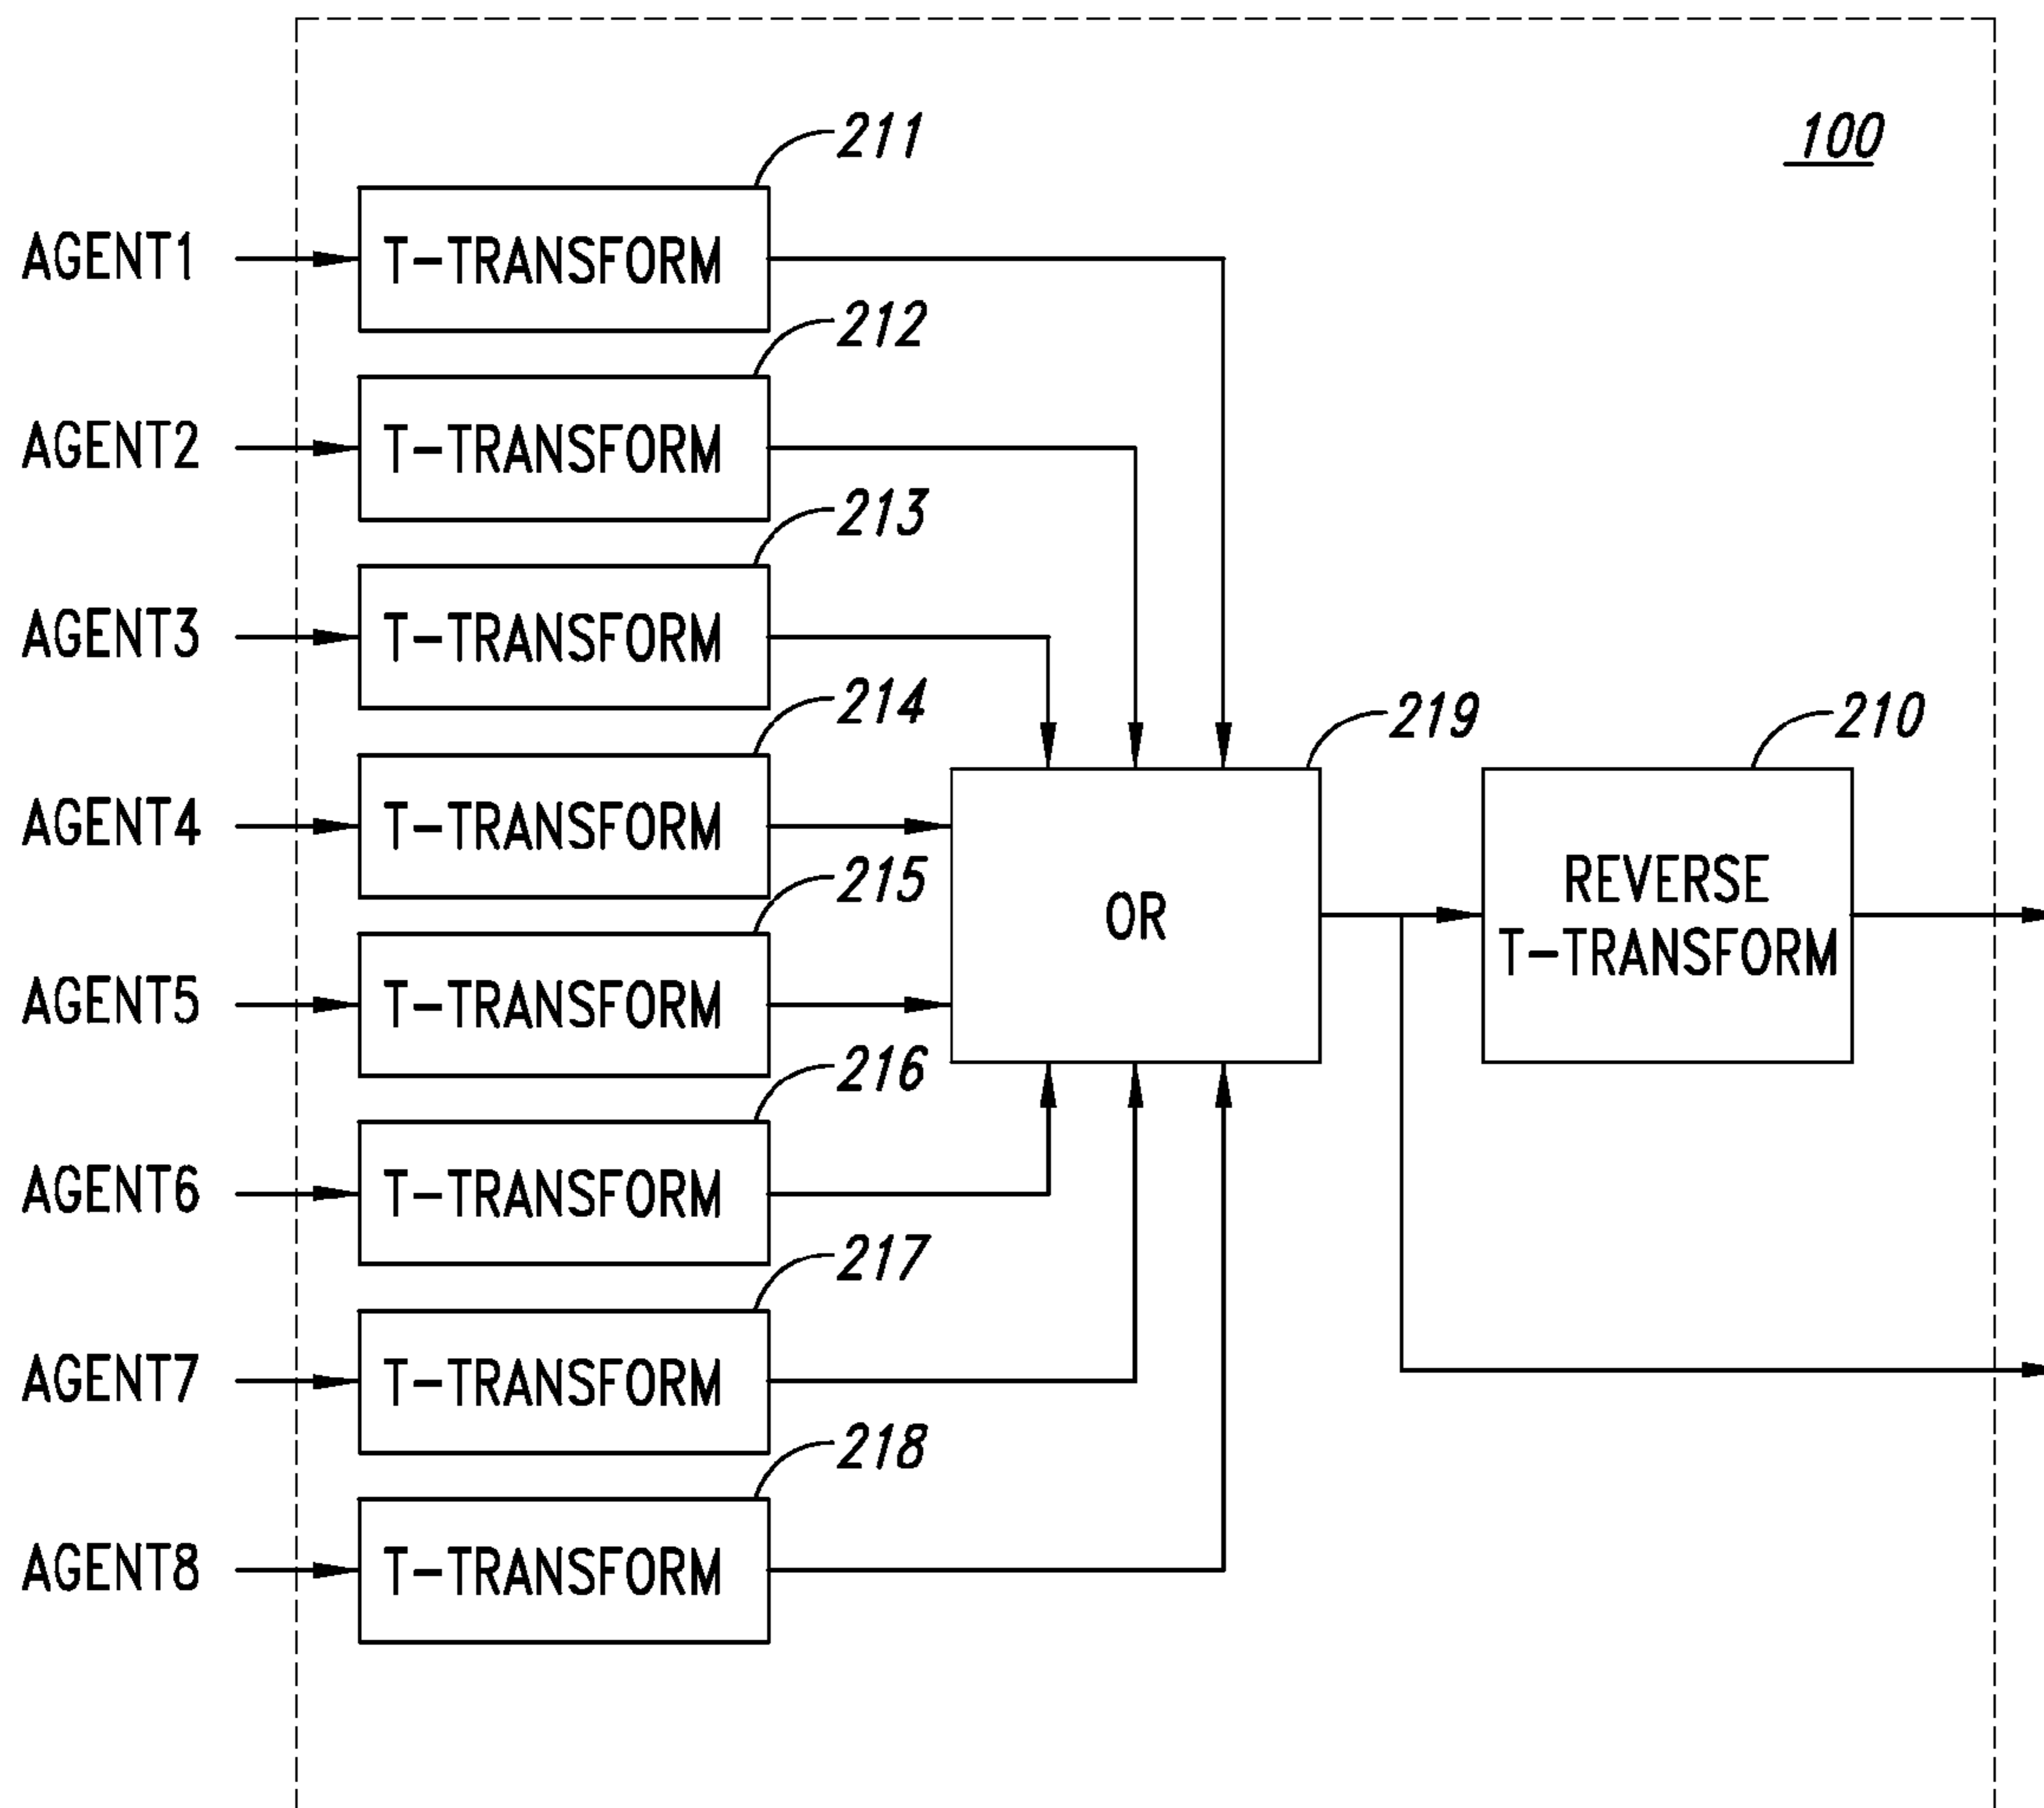 100
211
AGENT1
T-TRANSFORM
212
AGENT2
T-TRANSFORM
213
AGENT3
T-TRANSFORM
214
AGENT4
T-TRANSFORM
215
AGENT5
T-TRANSFORM
216
AGENT6
T-TRANSFORM
217
AGENT7
T-TRANSFORM
218
AGENT8
T-TRANSFORM
219
OR
210
REVERSE
T-TRANSFORM